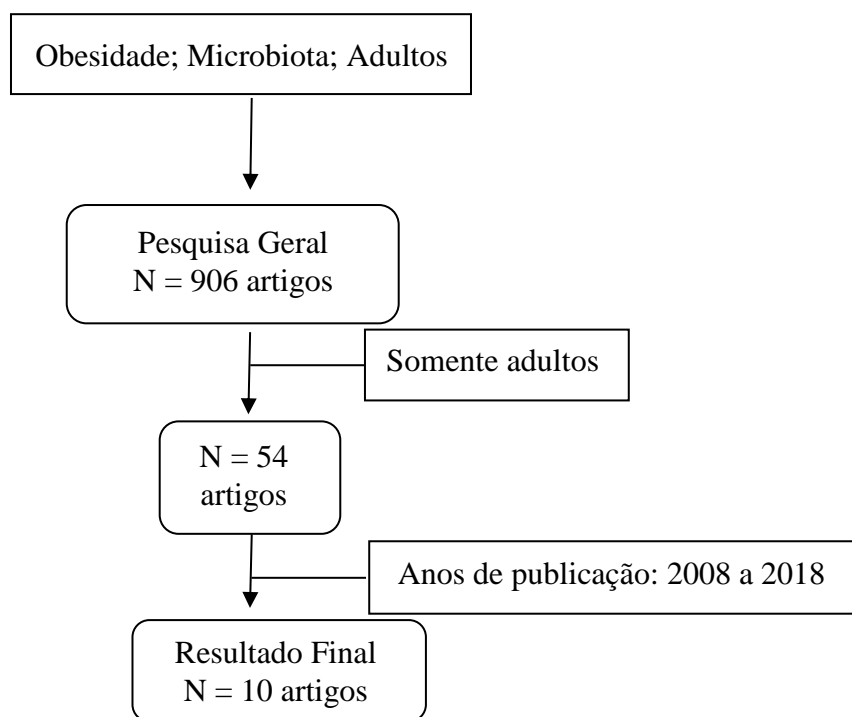 Obesidade; Microbiota; Adultos
Pesquisa Geral
N = 906 artigos
Somente adultos
N = 54
artigos
Anos de publicação: 2008 a 2018
Resultado Final
N = 10 artigos